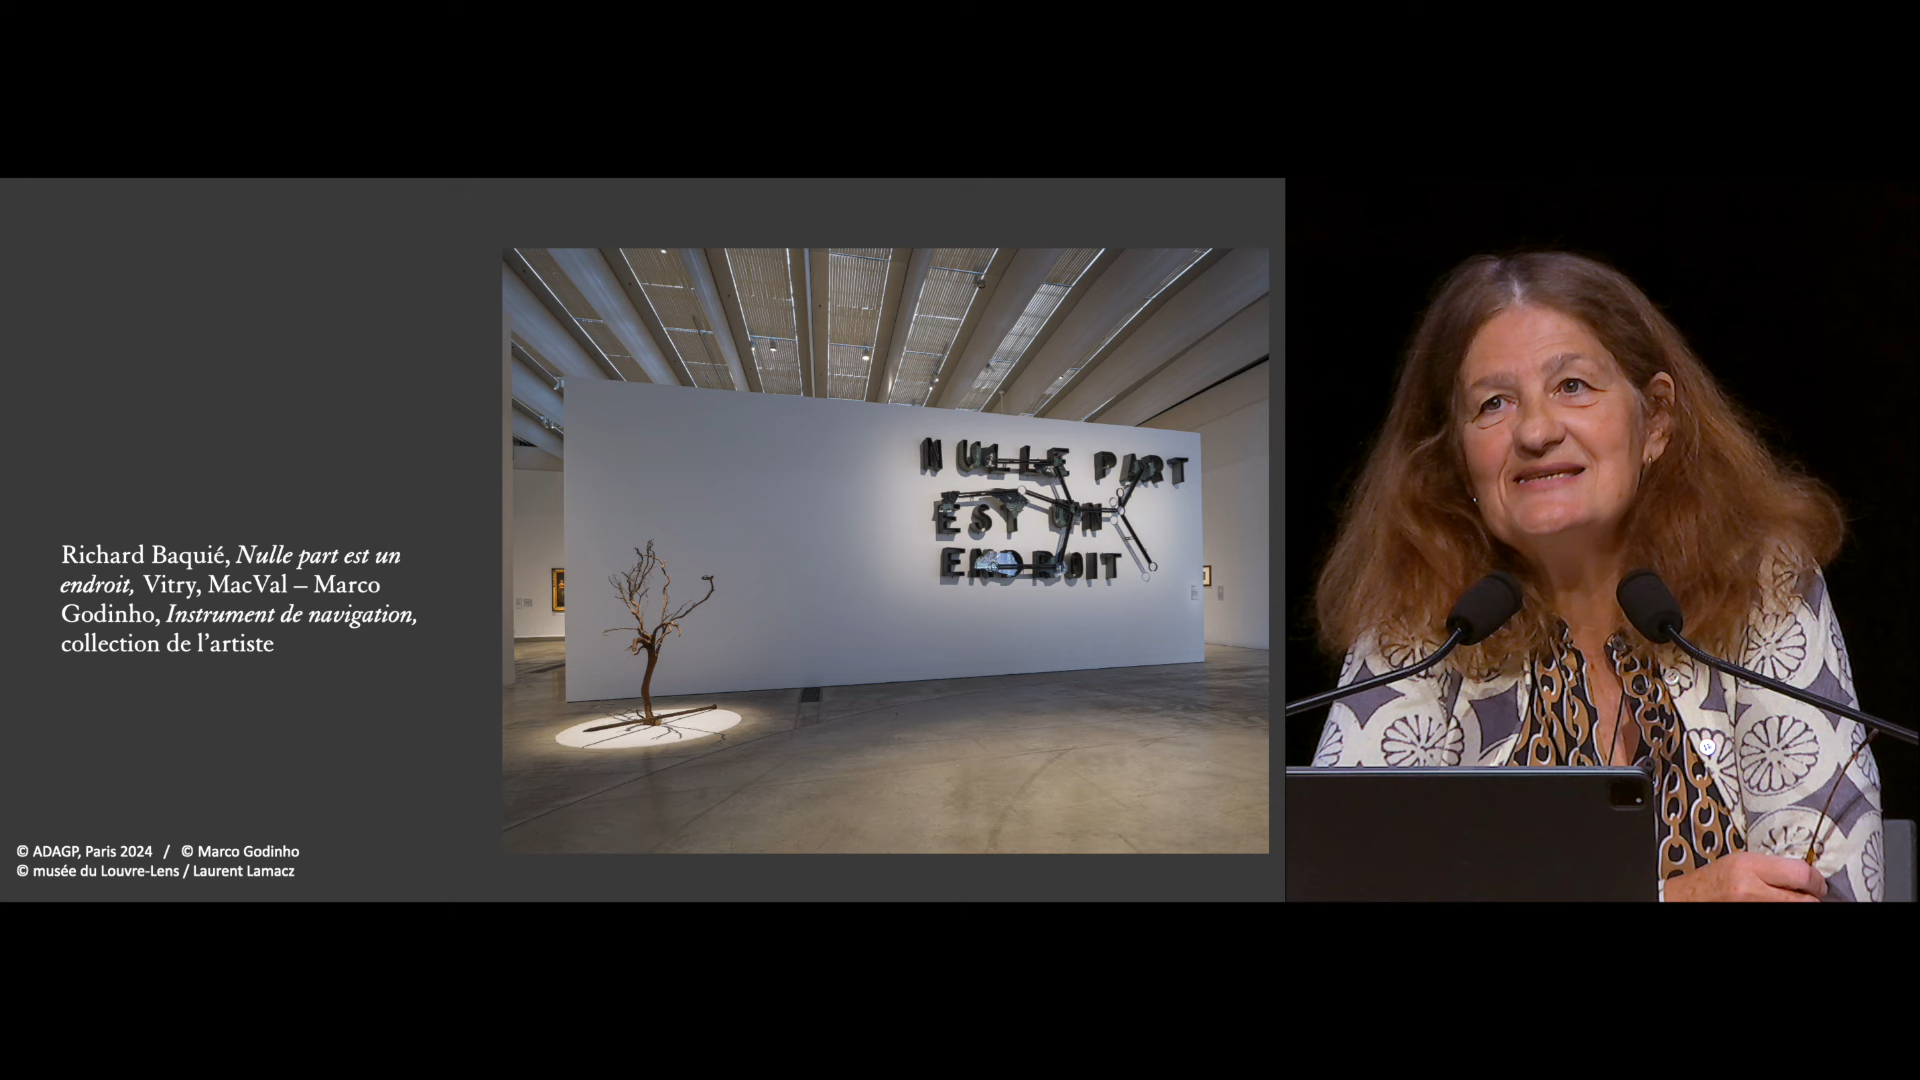 Richard Baquié, Nulle part est un
endroit, Vitry, MacVal – Marco
Godinho, Instrument de navigation,
collection de l'artiste
NULLE PART
EST UN
ENDROIT
© ADAGP, Paris 2024 / © Marco Godinho
© musée du Louvre-Lens / Laurent Lamacz